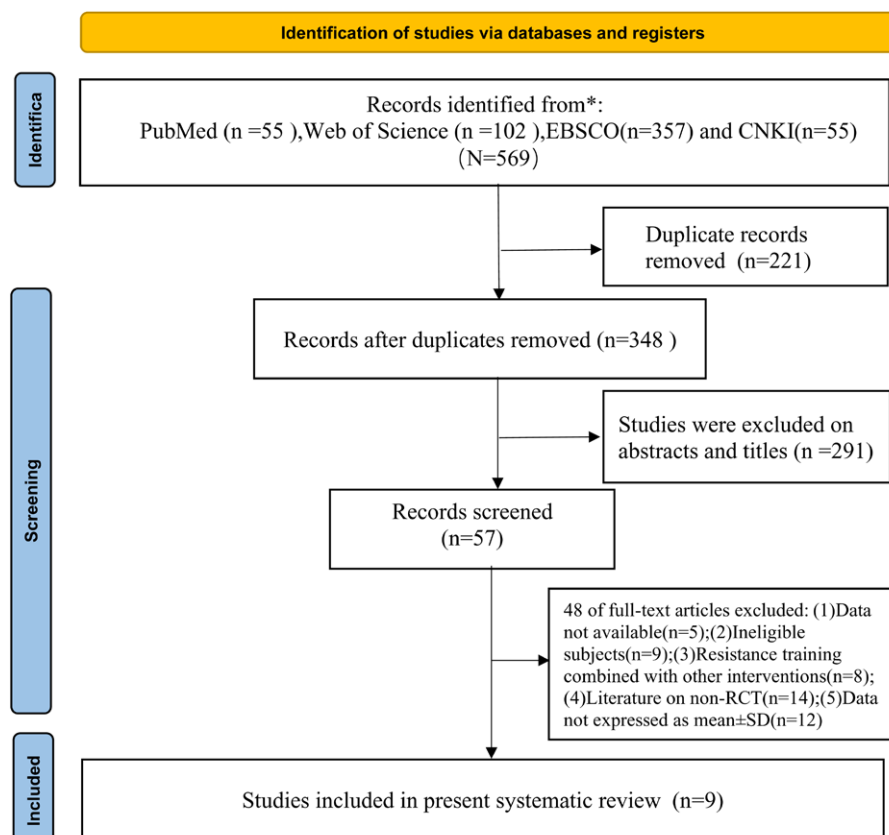 Identification of studies via databases and registers
Identifica
Records identified from*:
PubMed (n =55 ),Web of Science (n =102 ),EBSCO(n=357) and CNKI(n=55)
(N=569)
Duplicate records
removed (n=221)
Screening
Records after duplicates removed (n=348 )
Studies were excluded on
abstracts and titles (n =291)
Records screened
(n=57)
48 of full-text articles excluded: (1)Data
not available(n=5);(2)Ineligible
subjects(n=9);(3)Resistance training
combined with other interventions(n=8);
(4)Literature on non-RCT(n=14);(5)Data
not expressed as mean±SD(n=12)
Included
Studies included in present systematic review (n=9)